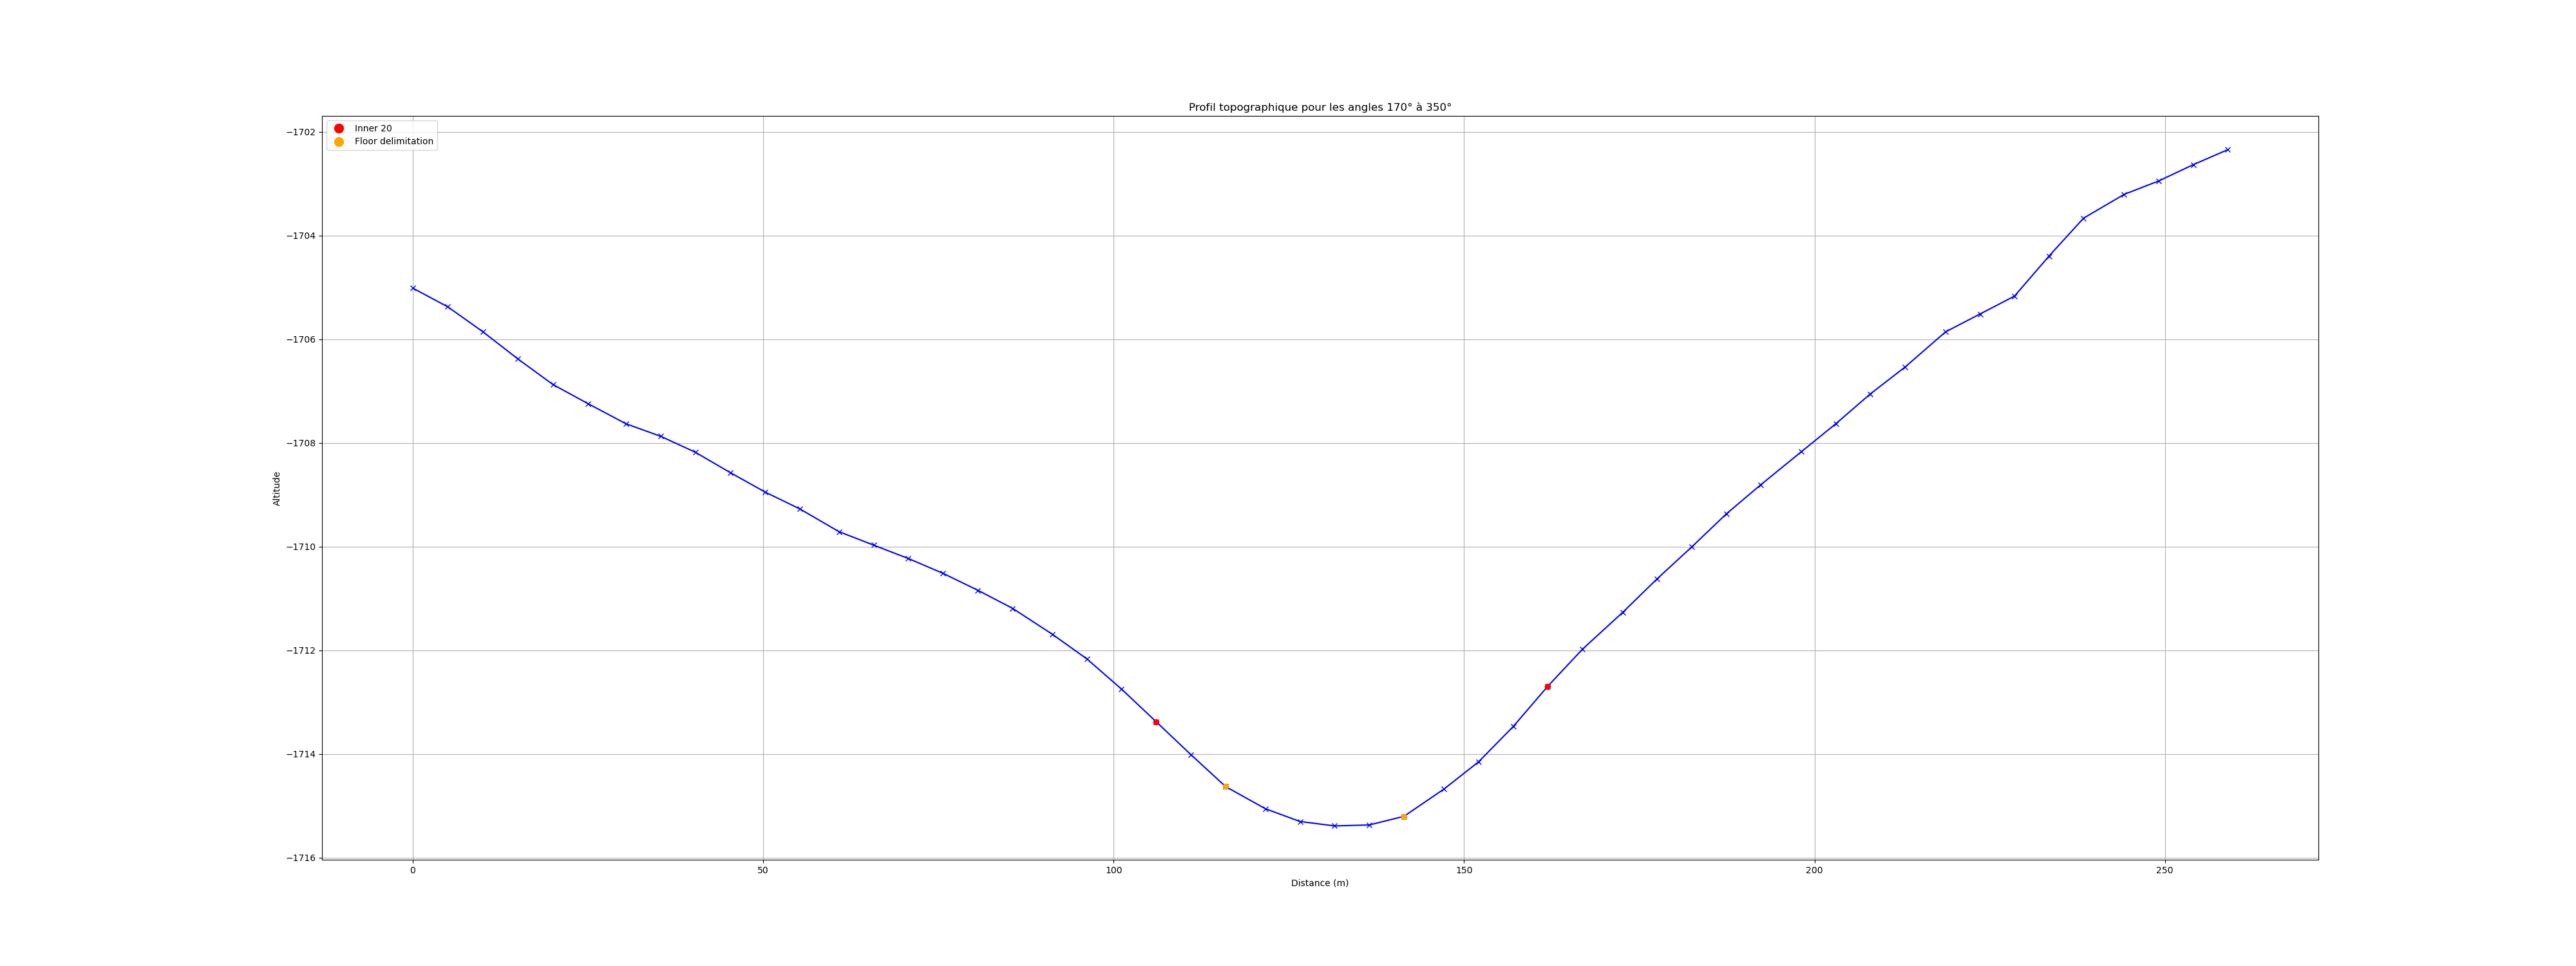 Profil topographique pour les angles 170° à 350°
Inner 20
Floor delimitation
−1702
−1704
−1706
−1708
−1710
−1712
−1714
−1716
Altitude
0 50 100 150 200 250
Distance (m)